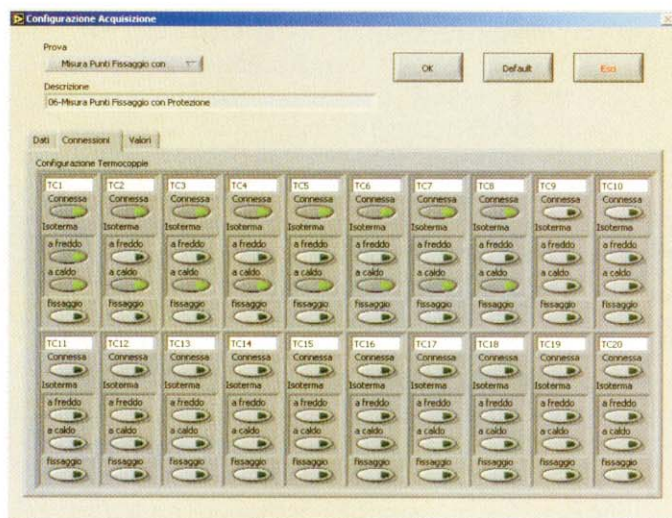 Configurazione Acquisizione
Prova
Misura Punti Fissaggio con
OK Default Esci
Descrizione
06-Misura Punti Fissaggio con Protezione
Dati Connessioni Valori
Configurazione Termocoppie
TC1 TC2 TC3 TC4 TC5 TC6 TC7 TC8 TC9 TC10
Connessa Connessa Connessa Connessa Connessa Connessa Connessa Connessa Connessa Connessa
Isoterma Isoterma Isoterma Isoterma Isoterma Isoterma Isoterma Isoterma Isoterma Isoterma
a freddo a freddo a freddo a freddo a freddo a freddo a freddo a freddo a freddo a freddo
a caldo a caldo a caldo a caldo a caldo a caldo a caldo a caldo a caldo a caldo
fissaggio fissaggio fissaggio fissaggio fissaggio fissaggio fissaggio fissaggio fissaggio fissaggio
TC11 TC12 TC13 TC14 TC15 TC16 TC17 TC18 TC19 TC20
Connessa Connessa Connessa Connessa Connessa Connessa Connessa Connessa Connessa Connessa
Isoterma Isoterma Isoterma Isoterma Isoterma Isoterma Isoterma Isoterma Isoterma Isoterma
a freddo a freddo a freddo a freddo a freddo a freddo a freddo a freddo a freddo a freddo
a caldo a caldo a caldo a caldo a caldo a caldo a caldo a caldo a caldo a caldo
fissaggio fissaggio fissaggio fissaggio fissaggio fissaggio fissaggio fissaggio fissaggio fissaggio